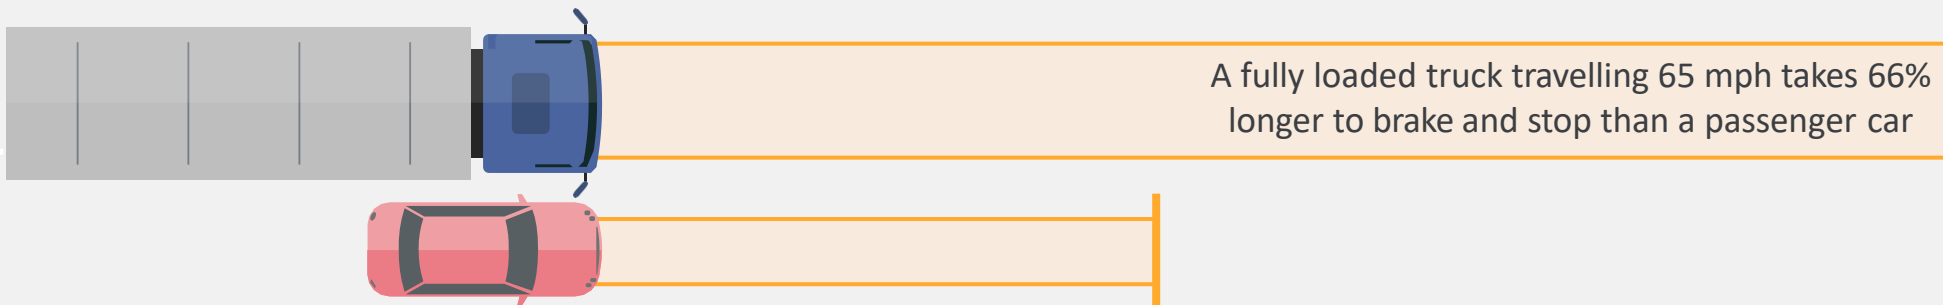 A fully loaded truck travelling 65 mph takes 66%
longer to brake and stop than a passenger car